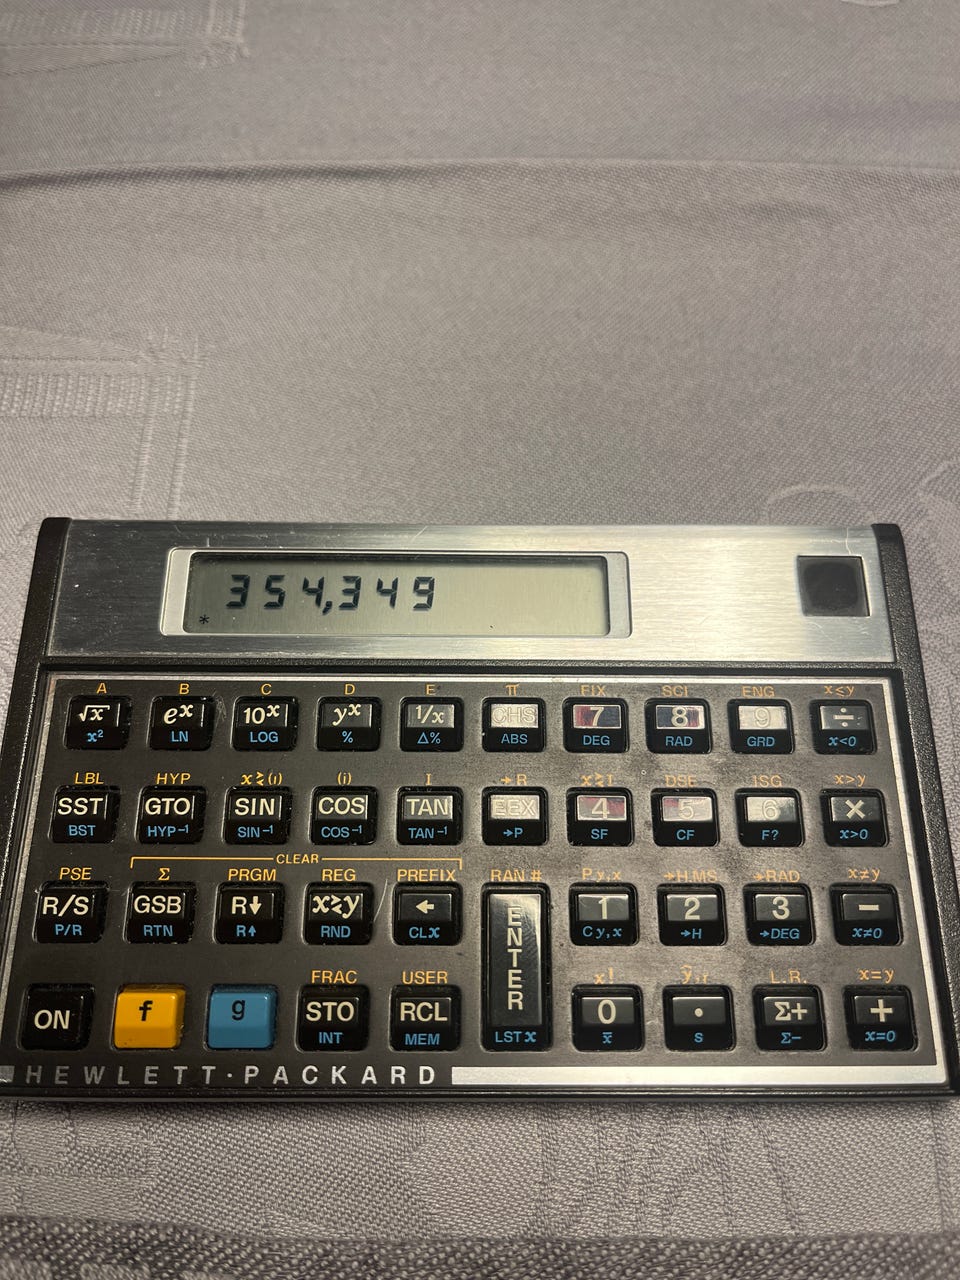 354,349
*
A B C D E π FIX SCI ENG x≤y
√x eˣ 10ˣ yˣ 1/x CHS 7 8 9 ÷
x² LN LOG % Δ% ABS DEG RAD GRD x<0
LBL HYP x≷(i) (i) I →R x≷I DSE ISG x>y
SST GTO SIN COS TAN EEX 4 5 6 ×
BST HYP⁻¹ SIN⁻¹ COS⁻¹ TAN⁻¹ →P SF CF F? x>0
CLEAR
PSE Σ PRGM REG PREFIX RAN # P y,x →H.MS →RAD x≠y
R/S GSB R↓ x≷y ← ENTER 1 2 3 −
P/R RTN R↑ RND CLx C y,x →H →DEG x≠0
FRAC USER x! ŷ,r L.R. x=y
ON f g STO RCL 0 · Σ+ +
INT MEM LST x x̄ s Σ− x=0
HEWLETT·PACKARD